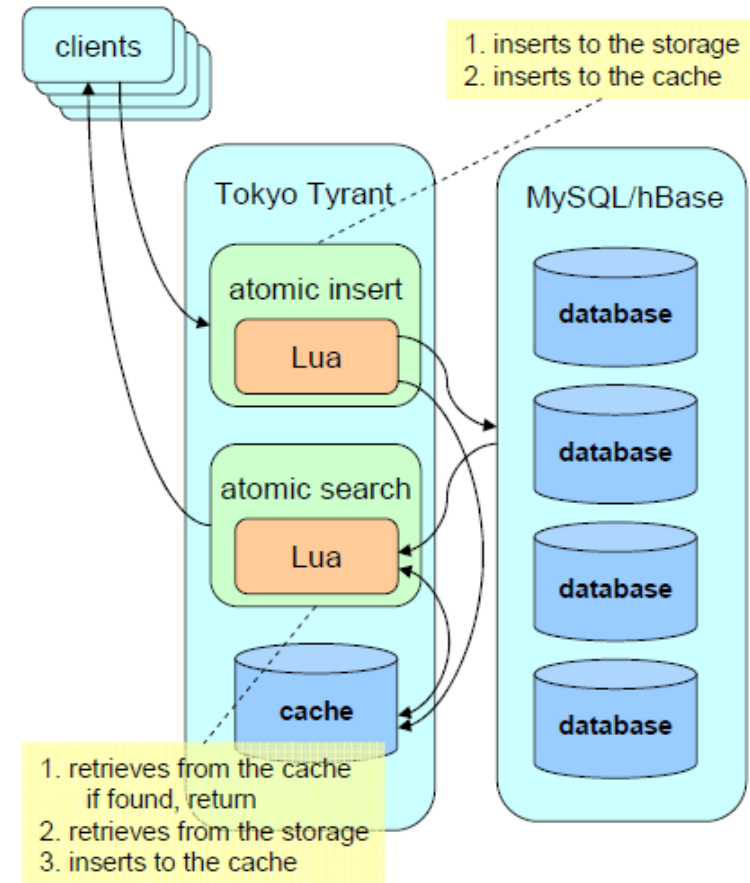 clients
1. inserts to the storage
2. inserts to the cache
Tokyo Tyrant
MySQL/hBase
atomic insert
Lua
atomic search
Lua
cache
database
database
database
database
1. retrieves from the cache
if found, return
2. retrieves from the storage
3. inserts to the cache